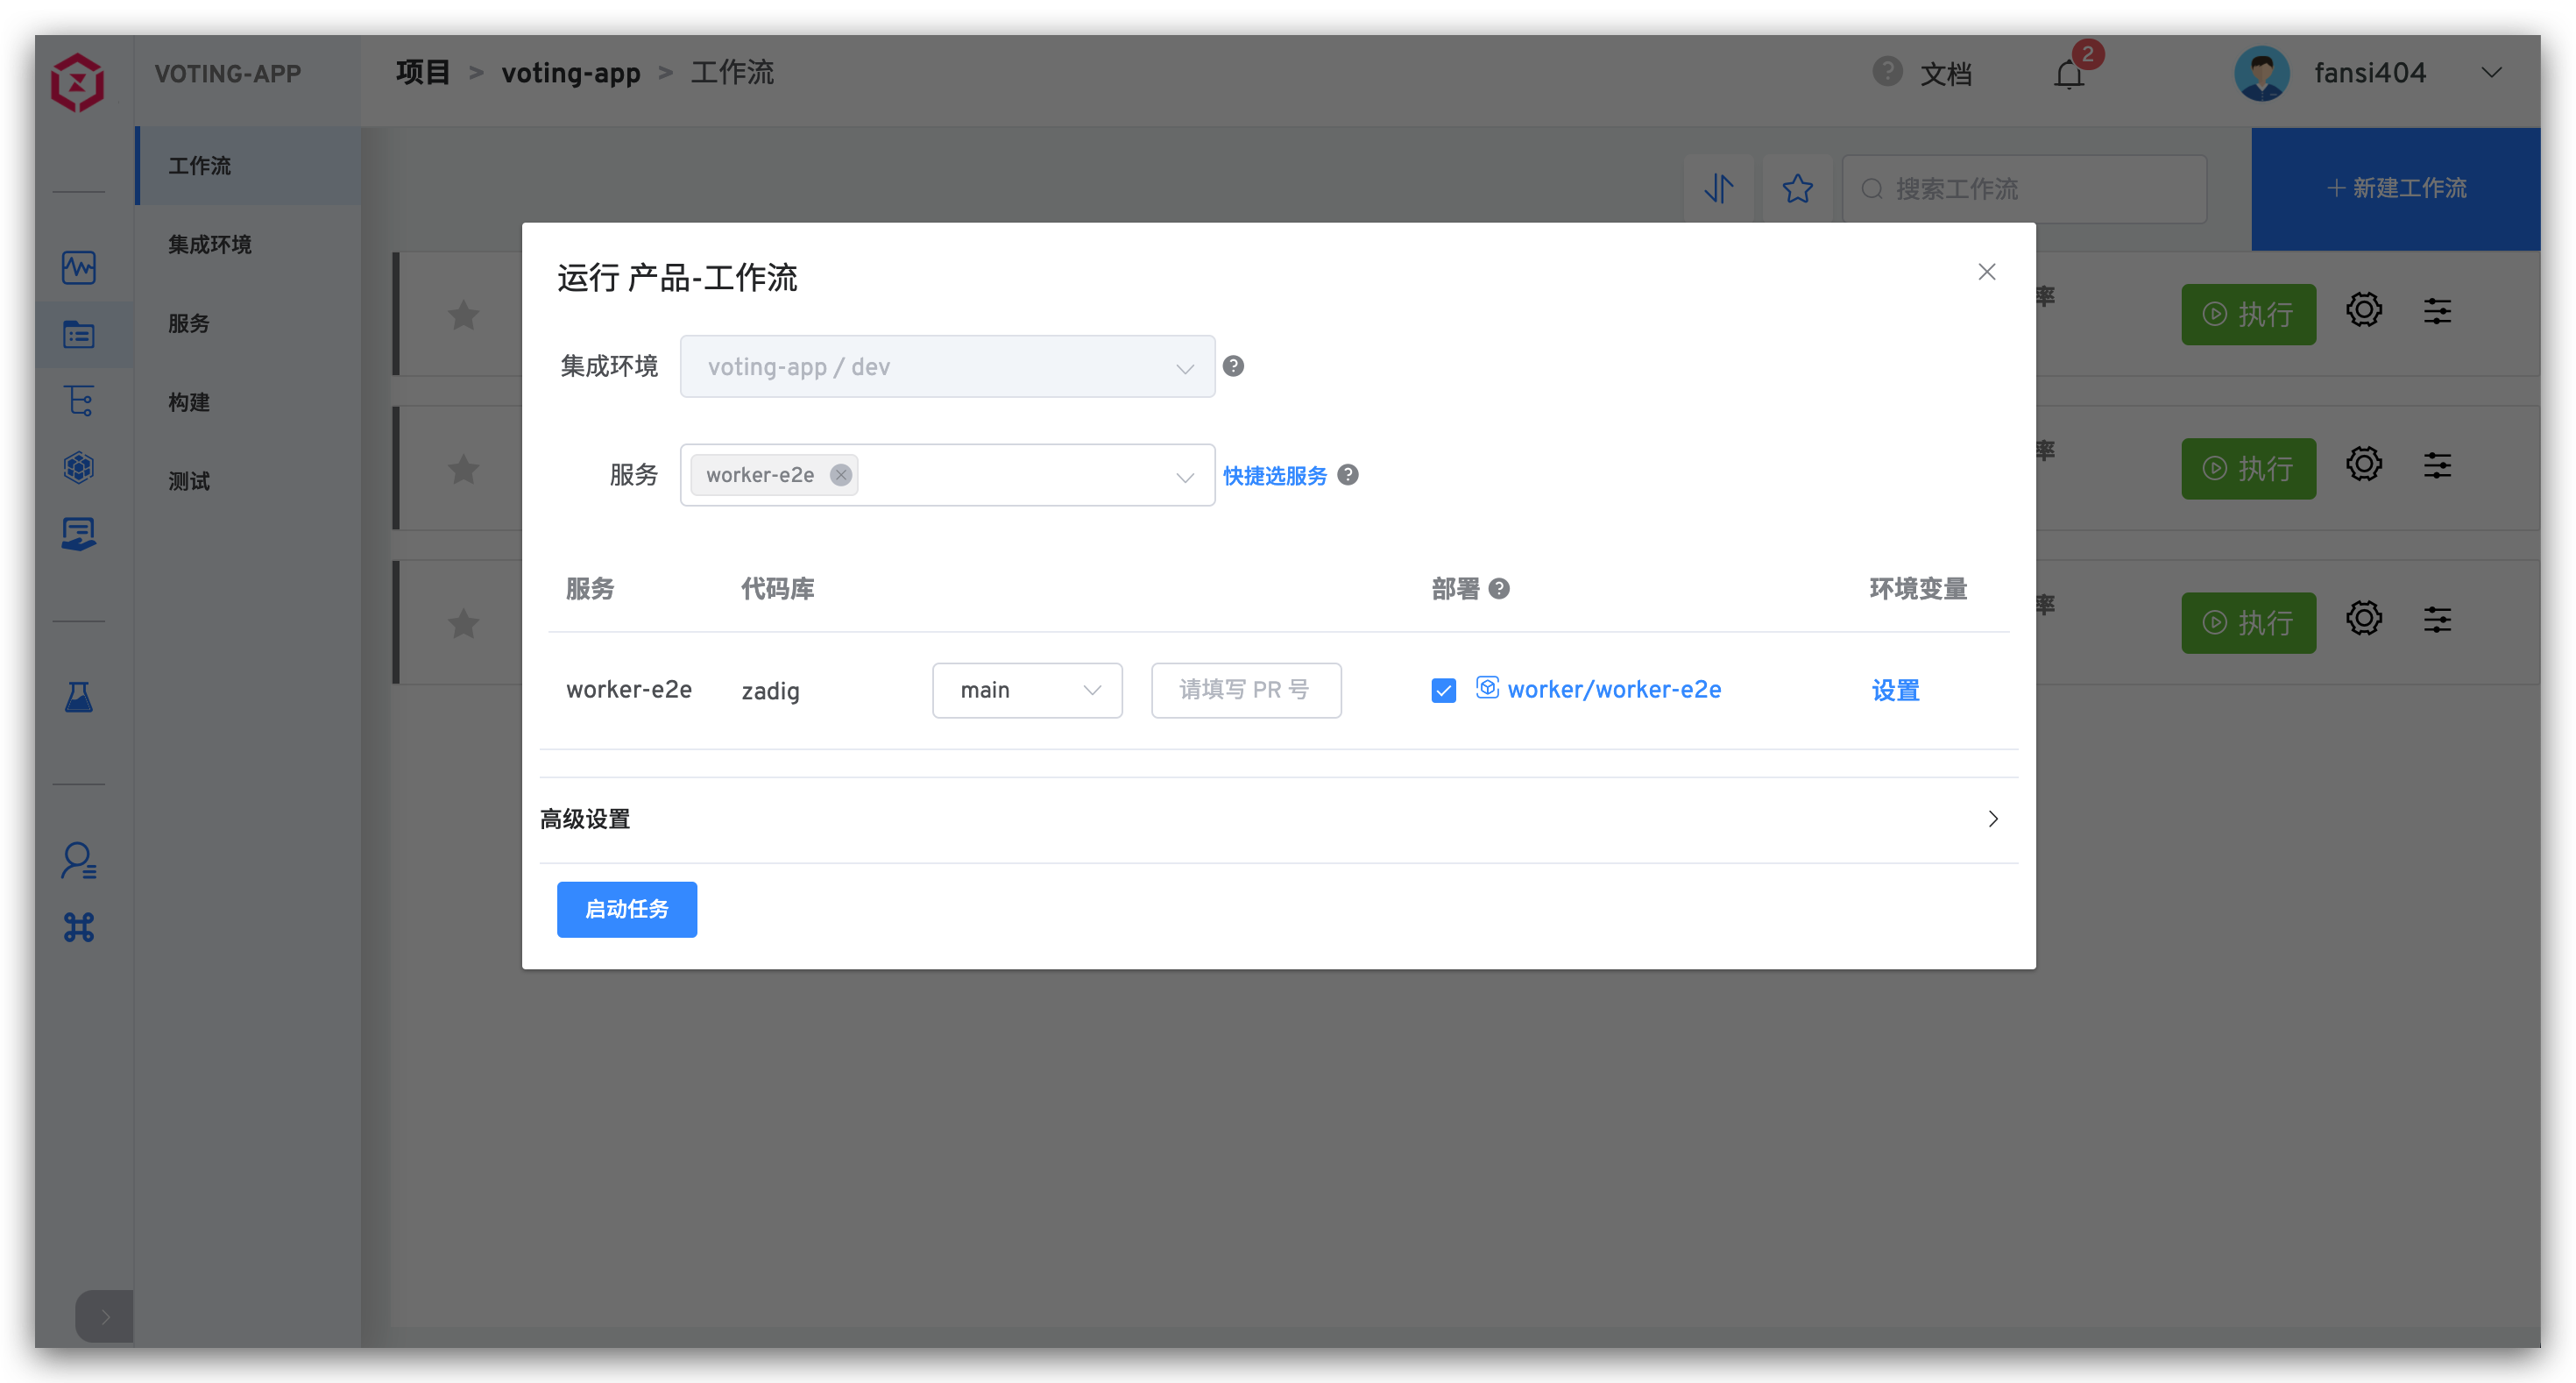 VOTING-APP
项目 > voting-app > 工作流
文档
2
fansi404
工作流
集成环境
服务
构建
测试
搜索工作流
+ 新建工作流
运行 产品-工作流
集成环境 voting-app / dev
服务 worker-e2e 快捷选服务
服务 代码库 部署 环境变量
worker-e2e zadig main 请填写 PR 号 worker/worker-e2e 设置
高级设置
启动任务
率 执行
率 执行
率 执行